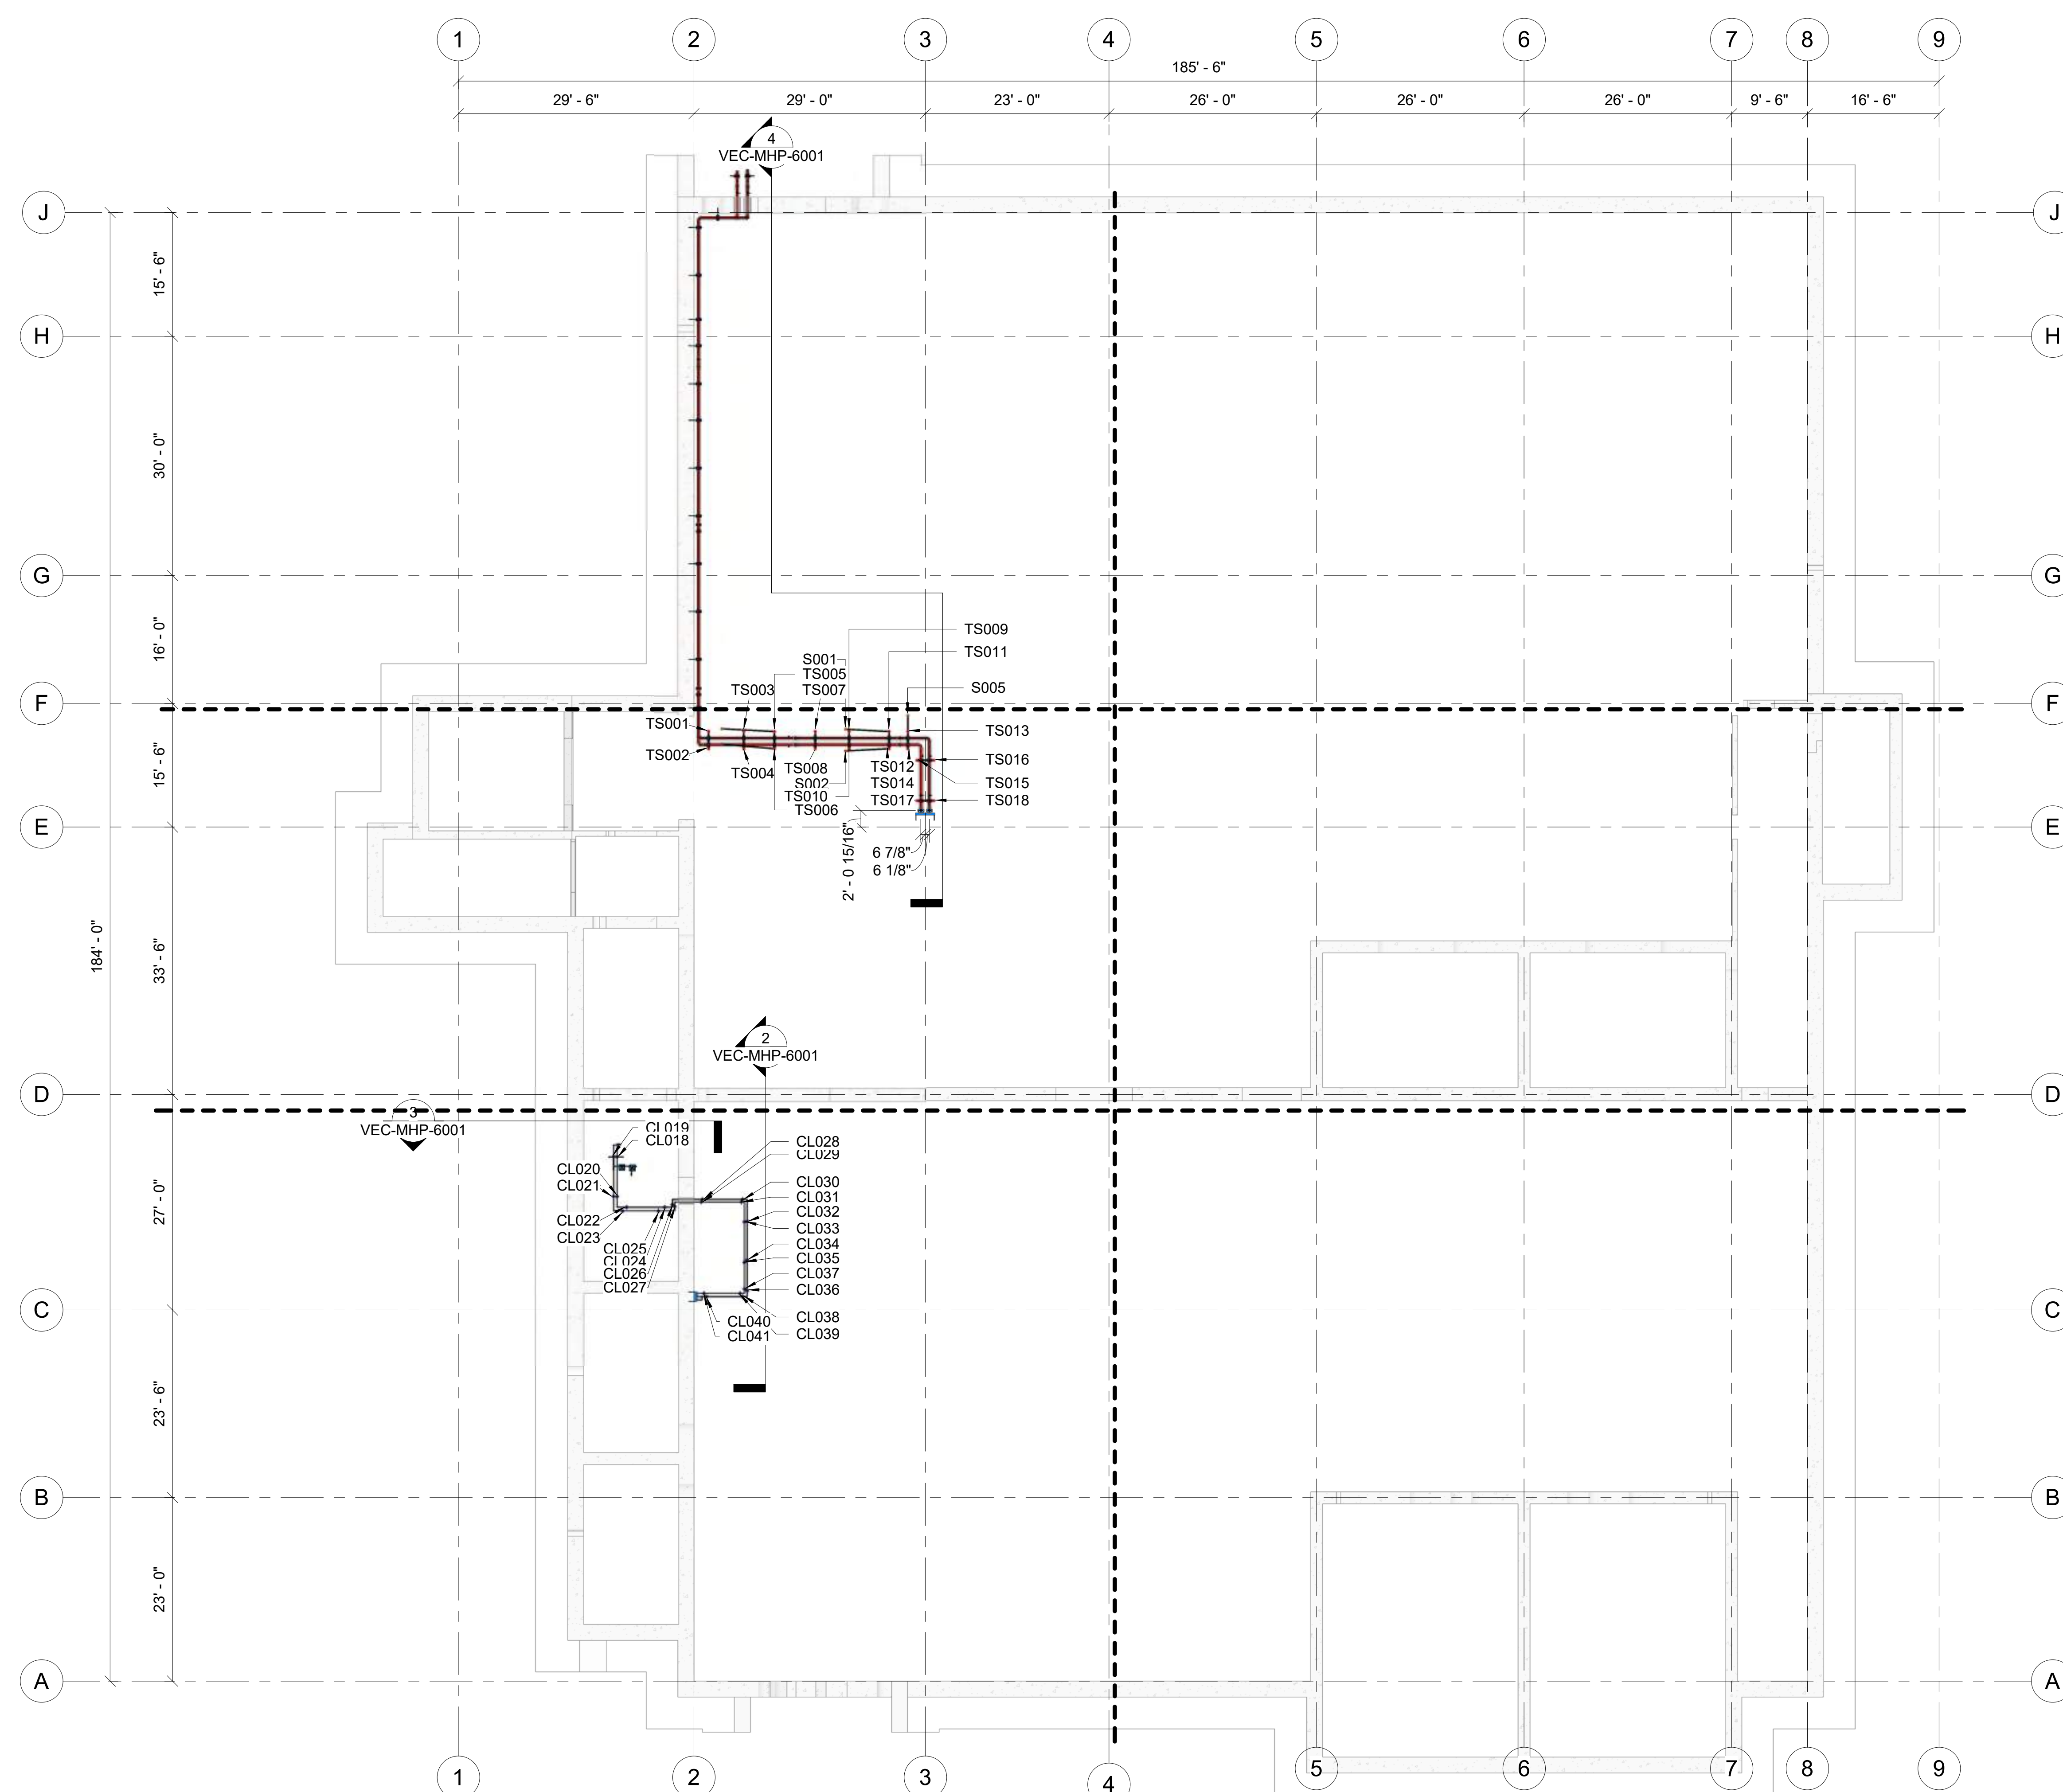 1 2 3 4 5 6 7 8 9
185' - 6"
29' - 6" 29' - 0" 23' - 0" 26' - 0" 26' - 0" 26' - 0" 9' - 6" 16' - 6"
4
VEC-MHP-6001
J J
15' - 6"
H H
30' - 0"
G G
16' - 0"
TS009
TS011
S001
TS005
TS003 TS007 S005
F F
TS001 TS013
TS002 TS004 TS008 TS012 TS016
S002 TS014 TS015
TS010 TS017 TS018
TS006
15' - 6"
E E
2' - 0 15/16"
6 7/8"
6 1/8"
184' - 0"
33' - 6"
2
VEC-MHP-6001
D D
3
VEC-MHP-6001
CL019
CL018
CL028
CL029
CL020
CL021
CL030
CL031
CL032
CL033
CL022
CL023
CL025
CL024
CL026
CL027
CL034
CL035
CL037
CL036
27' - 0"
C C
CL040
CL041
CL038
CL039
23' - 6"
B B
23' - 0"
A A
1 2 3 4 5 6 7 8 9